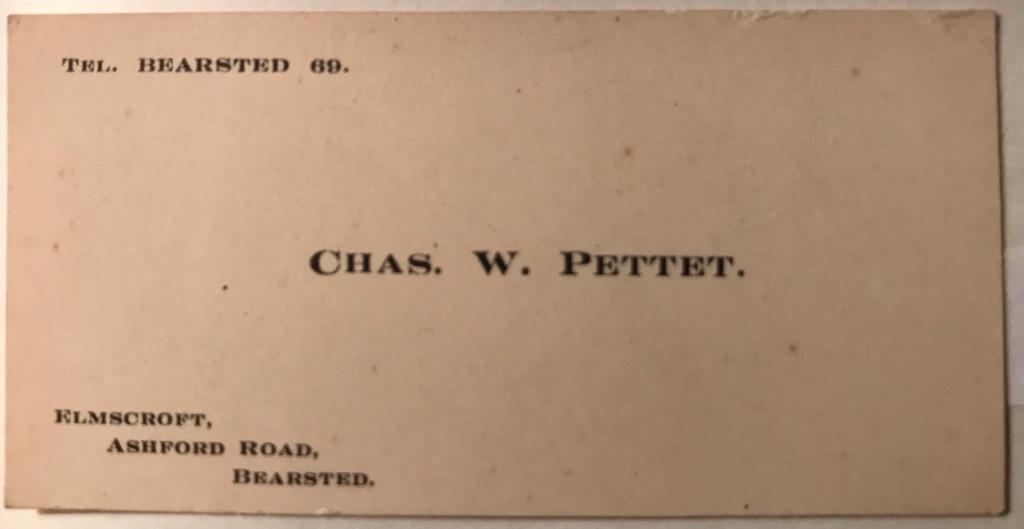 Tel. Bearsted 69.
Chas. W. Pettet.
Elmscroft,
Ashford Road,
Bearsted.